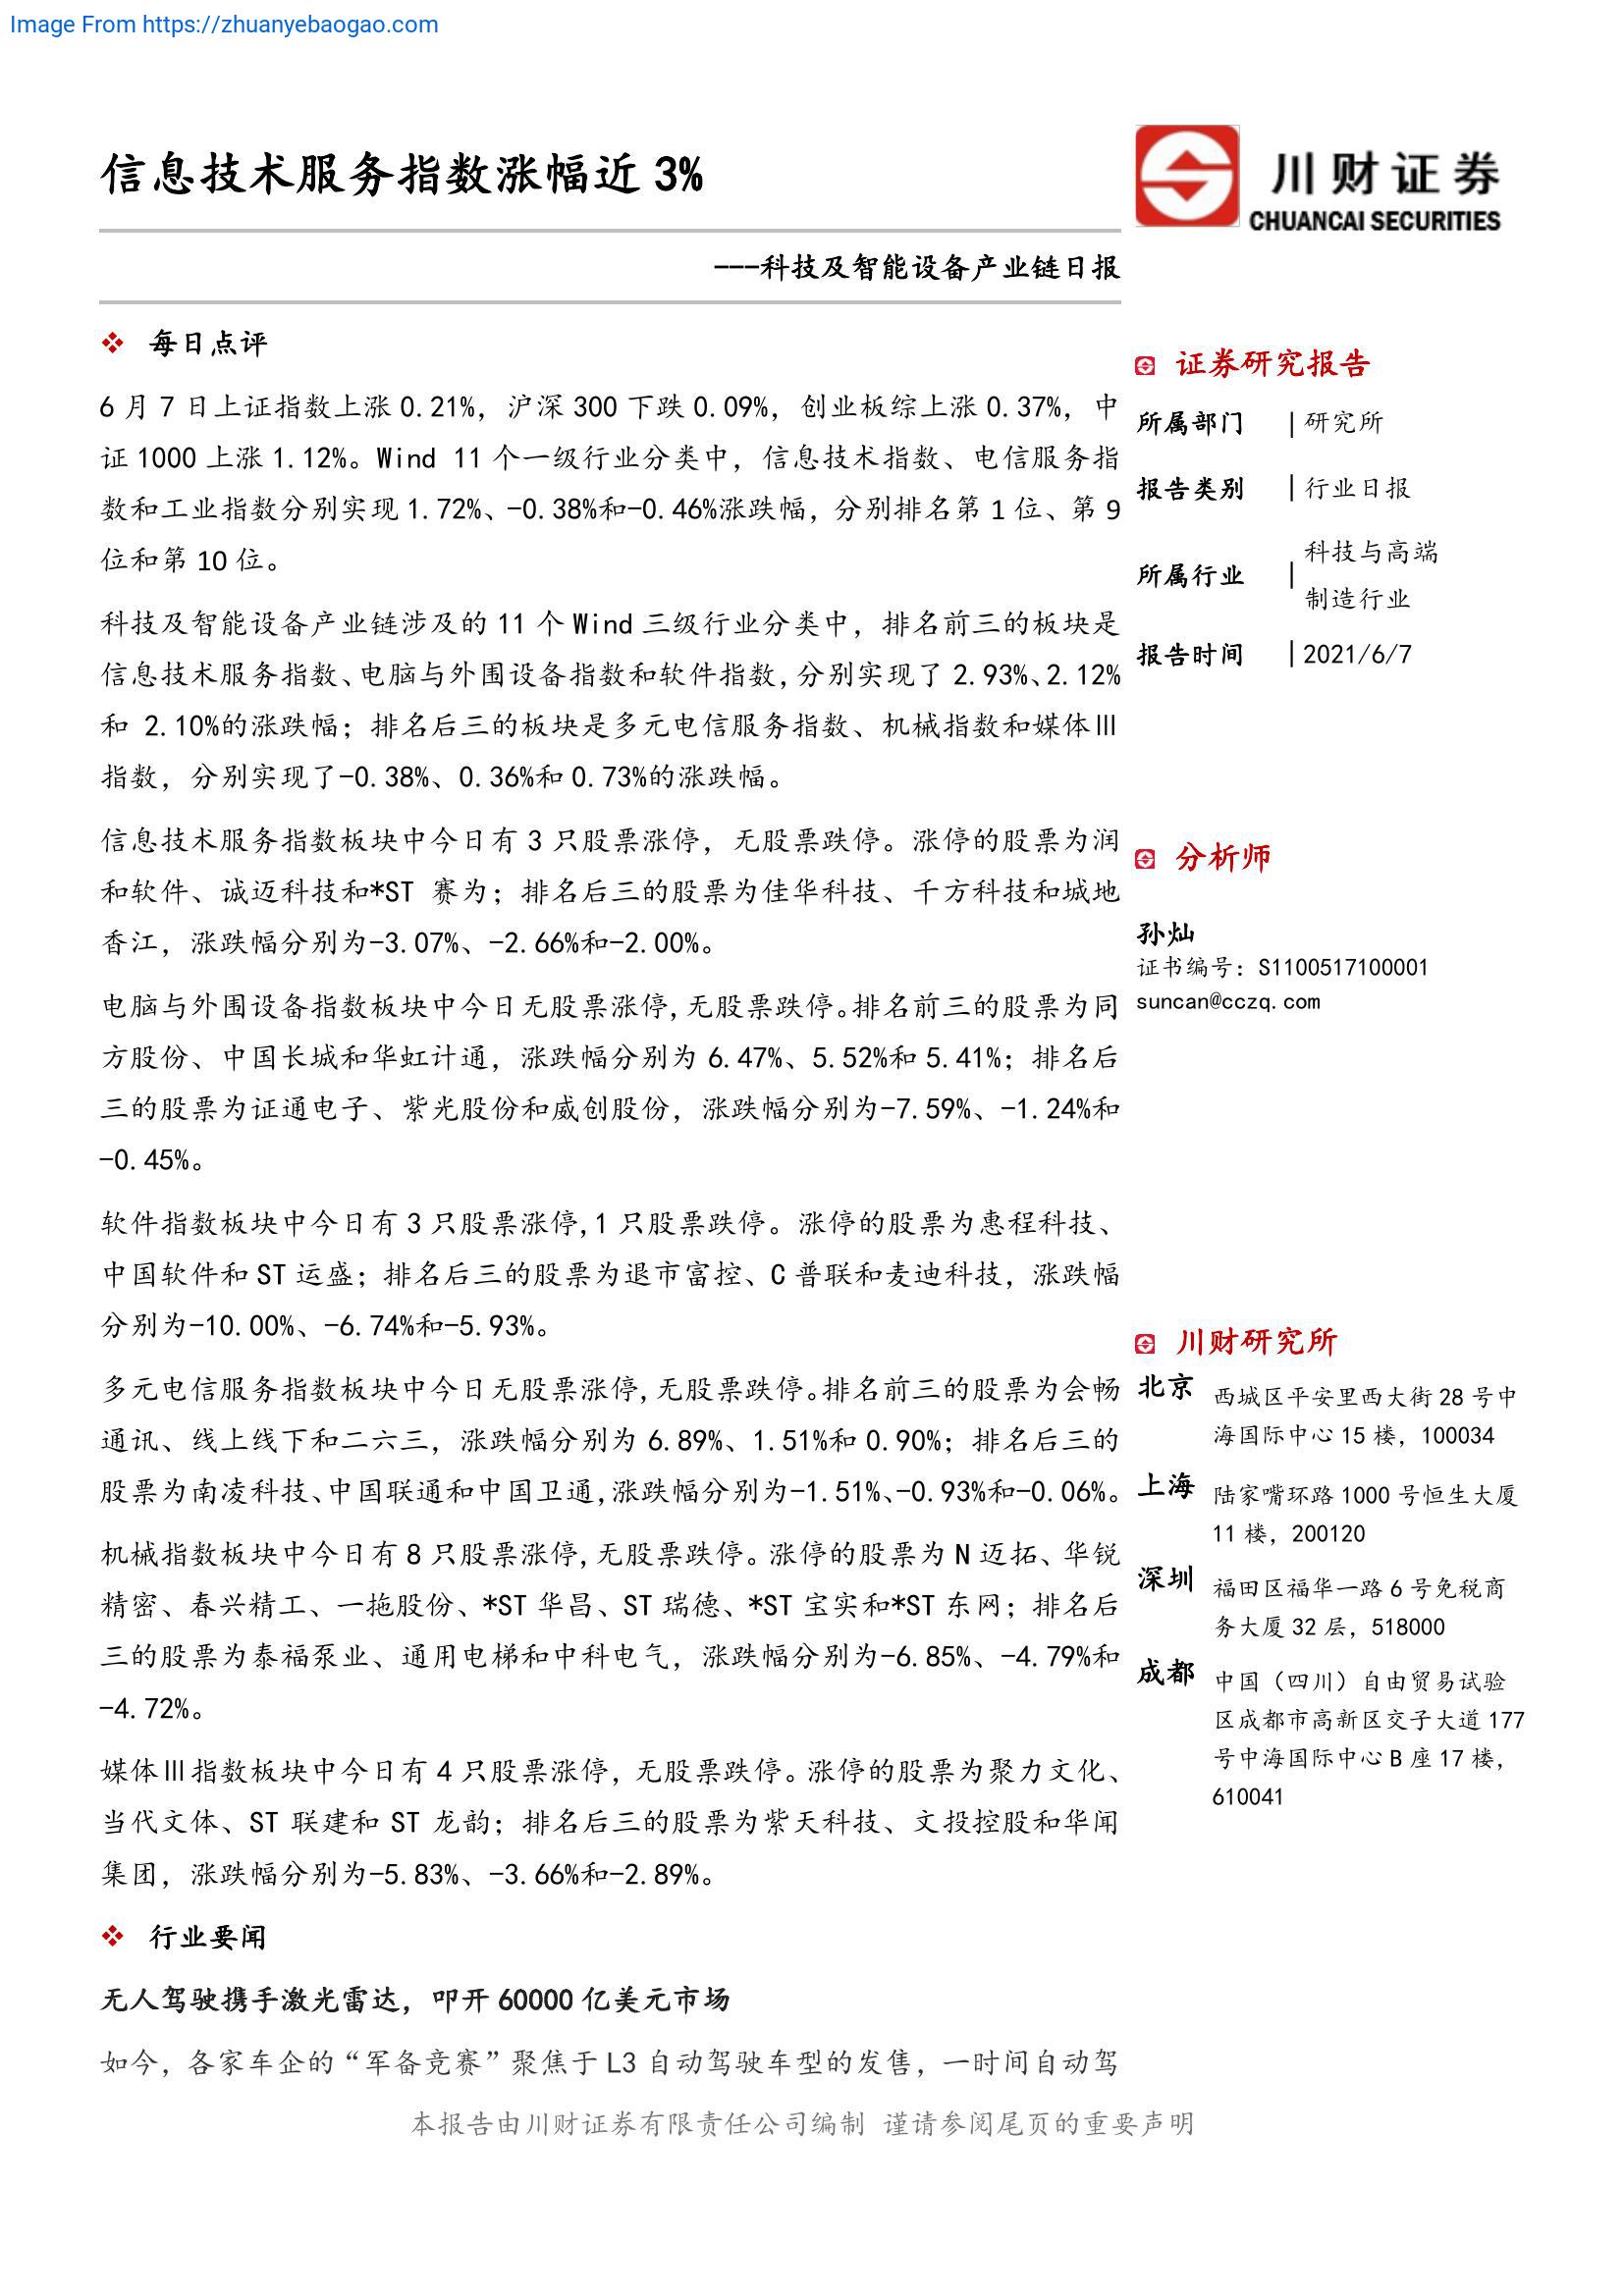 Image From https://zhuanyebaogao.com
信息技术服务指数涨幅近 3%
川财证券
CHUANCAI SECURITIES
---科技及智能设备产业链日报
每日点评
6 月 7 日上证指数上涨 0.21%，沪深 300 下跌 0.09%，创业板综上涨 0.37%，中
证 1000 上涨 1.12%。Wind 11 个一级行业分类中，信息技术指数、电信服务指
数和工业指数分别实现 1.72%、-0.38%和-0.46%涨跌幅，分别排名第 1 位、第 9
位和第 10 位。
科技及智能设备产业链涉及的 11 个 Wind 三级行业分类中，排名前三的板块是
信息技术服务指数、电脑与外围设备指数和软件指数，分别实现了 2.93%、2.12%
和 2.10%的涨跌幅；排名后三的板块是多元电信服务指数、机械指数和媒体Ⅲ
指数，分别实现了-0.38%、0.36%和 0.73%的涨跌幅。
信息技术服务指数板块中今日有 3 只股票涨停，无股票跌停。涨停的股票为润
和软件、诚迈科技和*ST 赛为；排名后三的股票为佳华科技、千方科技和城地
香江，涨跌幅分别为-3.07%、-2.66%和-2.00%。
电脑与外围设备指数板块中今日无股票涨停,无股票跌停。排名前三的股票为同
方股份、中国长城和华虹计通，涨跌幅分别为 6.47%、5.52%和 5.41%；排名后
三的股票为证通电子、紫光股份和威创股份，涨跌幅分别为-7.59%、-1.24%和
-0.45%。
软件指数板块中今日有 3 只股票涨停,1 只股票跌停。涨停的股票为惠程科技、
中国软件和 ST 运盛；排名后三的股票为退市富控、C 普联和麦迪科技，涨跌幅
分别为-10.00%、-6.74%和-5.93%。
多元电信服务指数板块中今日无股票涨停,无股票跌停。排名前三的股票为会畅
通讯、线上线下和二六三，涨跌幅分别为 6.89%、1.51%和 0.90%；排名后三的
股票为南凌科技、中国联通和中国卫通,涨跌幅分别为-1.51%、-0.93%和-0.06%。
机械指数板块中今日有 8 只股票涨停,无股票跌停。涨停的股票为 N 迈拓、华锐
精密、春兴精工、一拖股份、*ST 华昌、ST 瑞德、*ST 宝实和*ST 东网；排名后
三的股票为泰福泵业、通用电梯和中科电气，涨跌幅分别为-6.85%、-4.79%和
-4.72%。
媒体Ⅲ指数板块中今日有 4 只股票涨停，无股票跌停。涨停的股票为聚力文化、
当代文体、ST 联建和 ST 龙韵；排名后三的股票为紫天科技、文投控股和华闻
集团，涨跌幅分别为-5.83%、-3.66%和-2.89%。
行业要闻
无人驾驶携手激光雷达，叩开 60000 亿美元市场
如今，各家车企的“军备竞赛”聚焦于 L3 自动驾驶车型的发售，一时间自动驾
证券研究报告
所属部门 | 研究所
报告类别 | 行业日报
所属行业 | 科技与高端
制造行业
报告时间 | 2021/6/7
分析师
孙灿
证书编号：S1100517100001
suncan@cczq.com
川财研究所
北京 西城区平安里西大街 28 号中
海国际中心 15 楼，100034
上海 陆家嘴环路 1000 号恒生大厦
11 楼，200120
深圳 福田区福华一路 6 号免税商
务大厦 32 层，518000
成都 中国（四川）自由贸易试验
区成都市高新区交子大道 177
号中海国际中心 B 座 17 楼，
610041
本报告由川财证券有限责任公司编制 谨请参阅尾页的重要声明